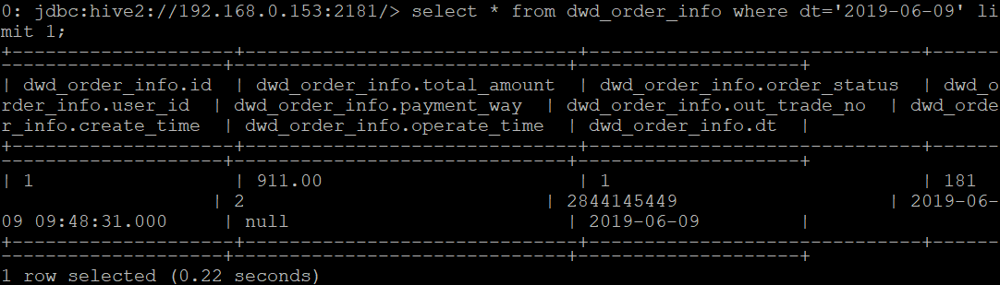 0: jdbc:hive2://192.168.0.153:2181/> select * from dwd_order_info where dt='2019-06-09' li
mit 1;
+--------------------+------------------------------+------------------------------+------
--------------------+------------------------------+--------------------+
| dwd_order_info.id  | dwd_order_info.total_amount  | dwd_order_info.order_status  | dwd_o
rder_info.user_id  | dwd_order_info.payment_way  | dwd_order_info.out_trade_no  | dwd_orde
r_info.create_time  | dwd_order_info.operate_time  | dwd_order_info.dt  |
+--------------------+------------------------------+------------------------------+------
--------------------+------------------------------+--------------------+
| 1                  | 911.00                       | 1                            | 181
                   | 2                           | 2844145449                   | 2019-06-
09 09:48:31.000     | null                         | 2019-06-09         |
+--------------------+------------------------------+------------------------------+------
--------------------+------------------------------+--------------------+
1 row selected (0.22 seconds)